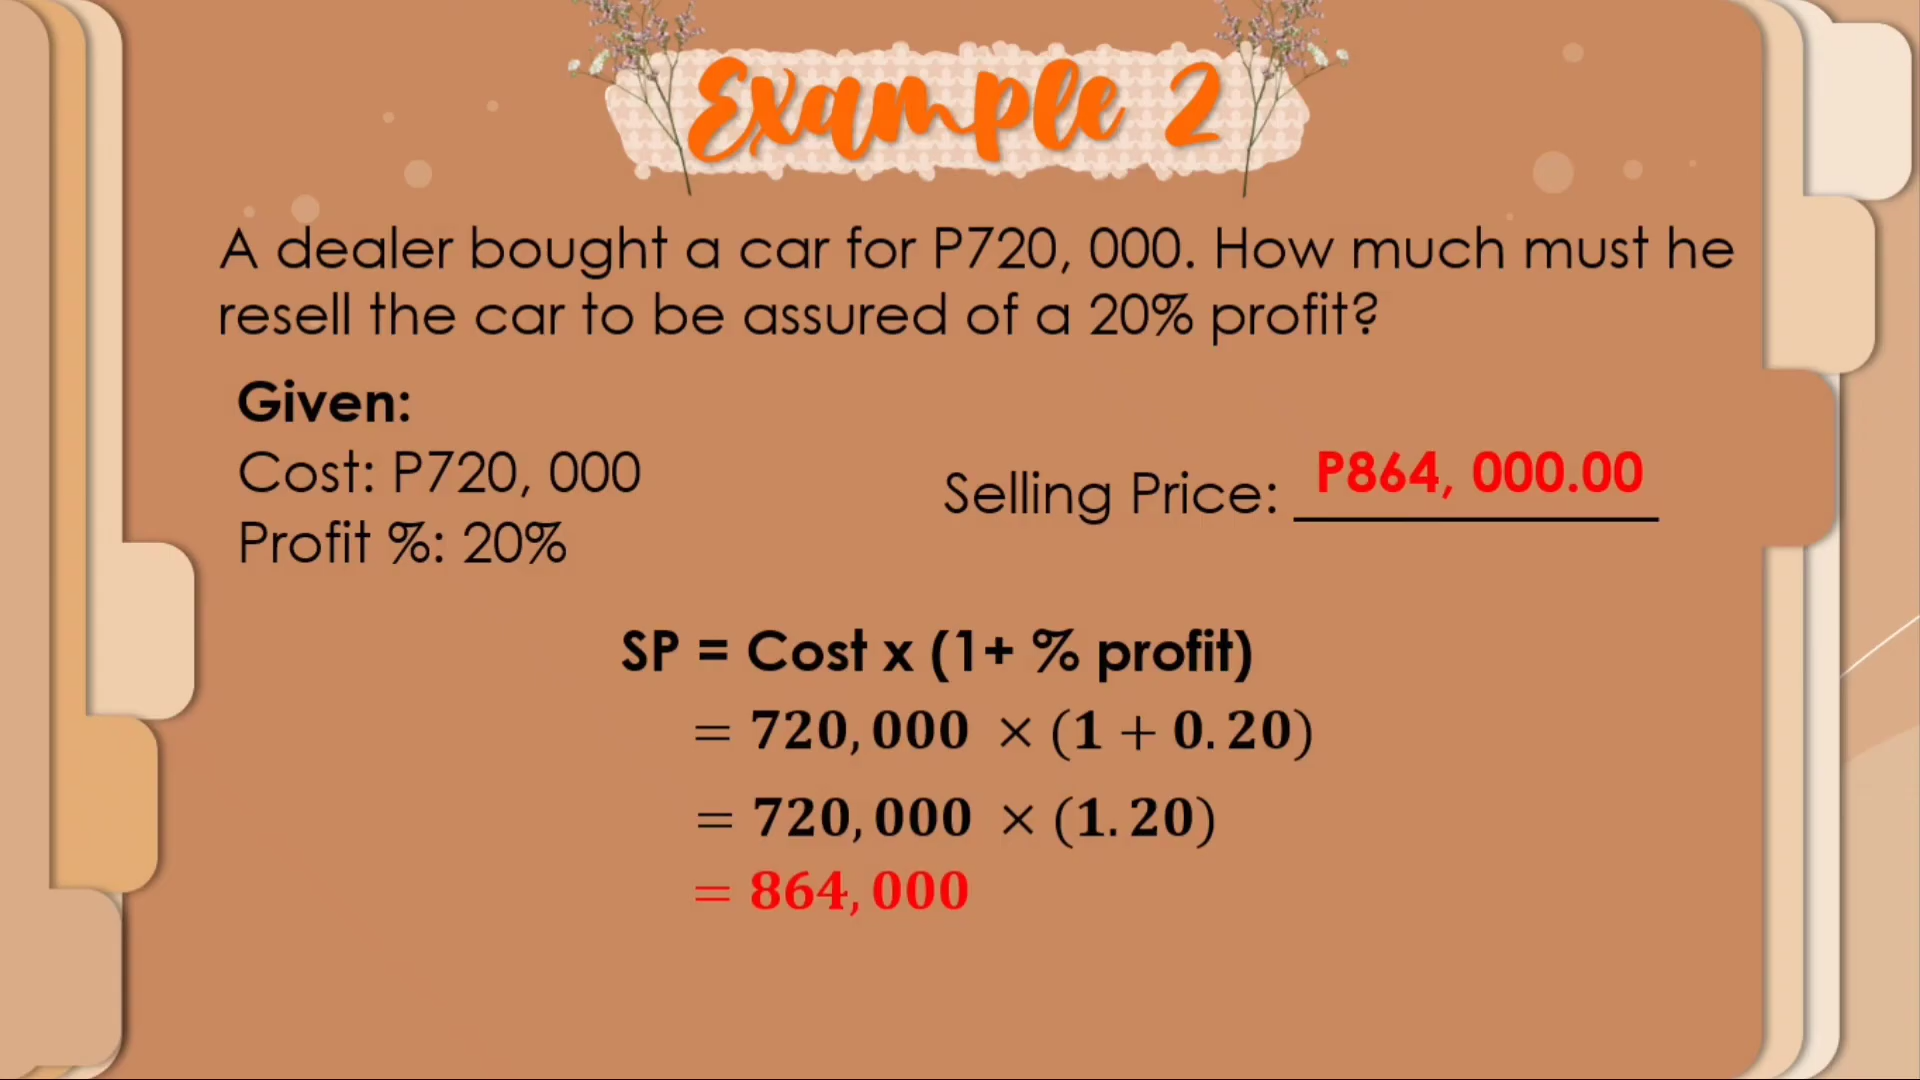 Example 2
A dealer bought a car for P720, 000. How much must he
resell the car to be assured of a 20% profit?
Given:
Cost: P720, 000
Profit %: 20%
Selling Price: P864, 000.00
SP = Cost x (1+ % profit)
= 720,000 × (1 + 0.20)
= 720,000 × (1.20)
= 864,000